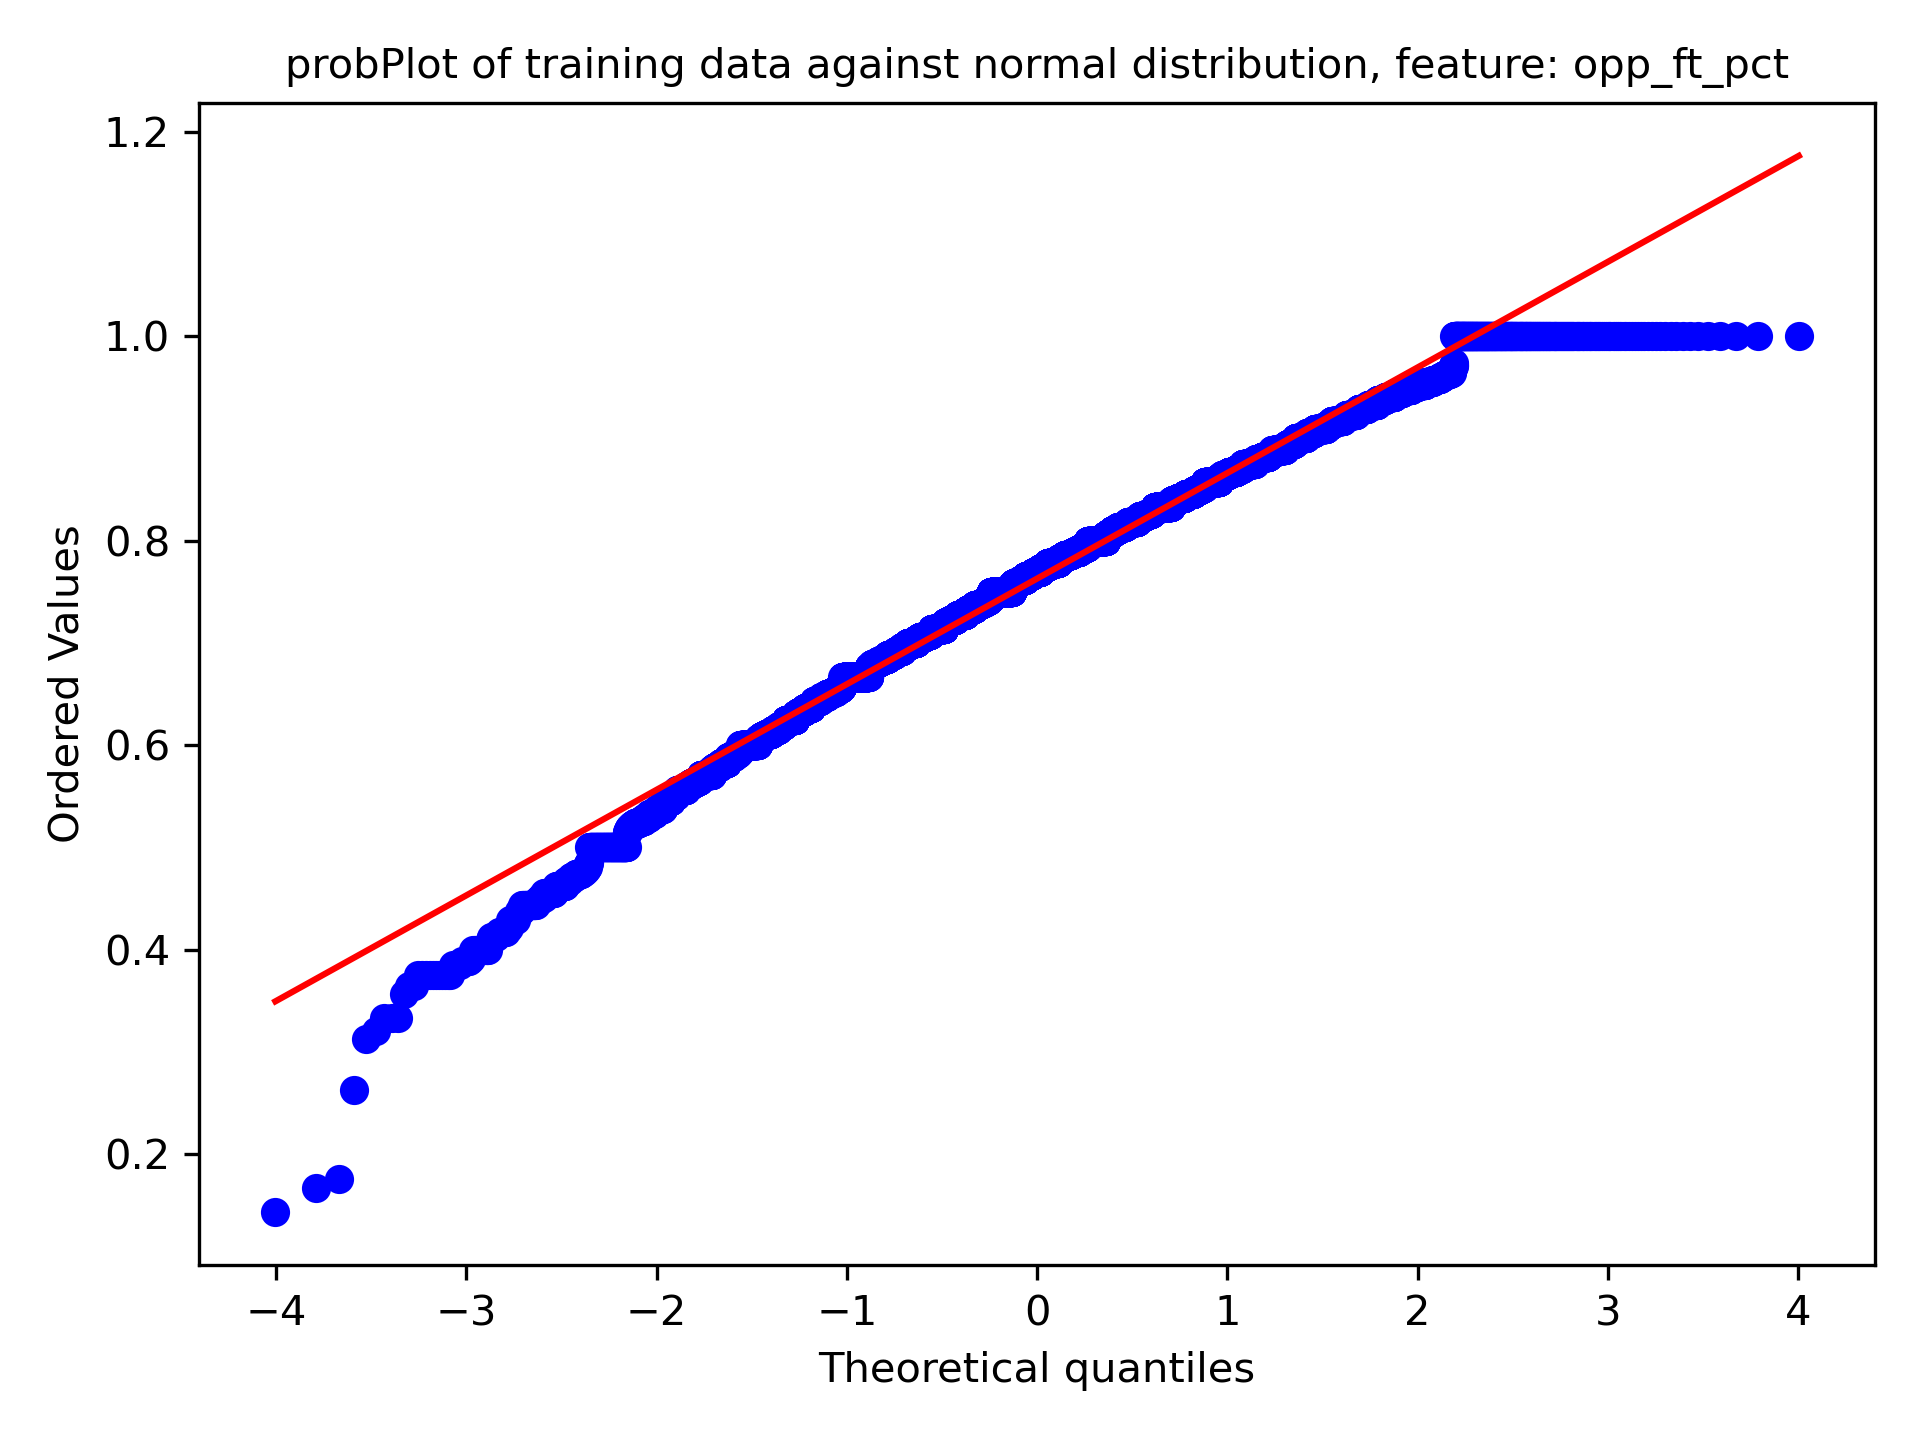 probPlot of training data against normal distribution, feature: opp_ft_pct
1.2
1.0
0.8
0.6
0.4
0.2
Ordered Values
−4 −3 −2 −1 0 1 2 3 4
Theoretical quantiles